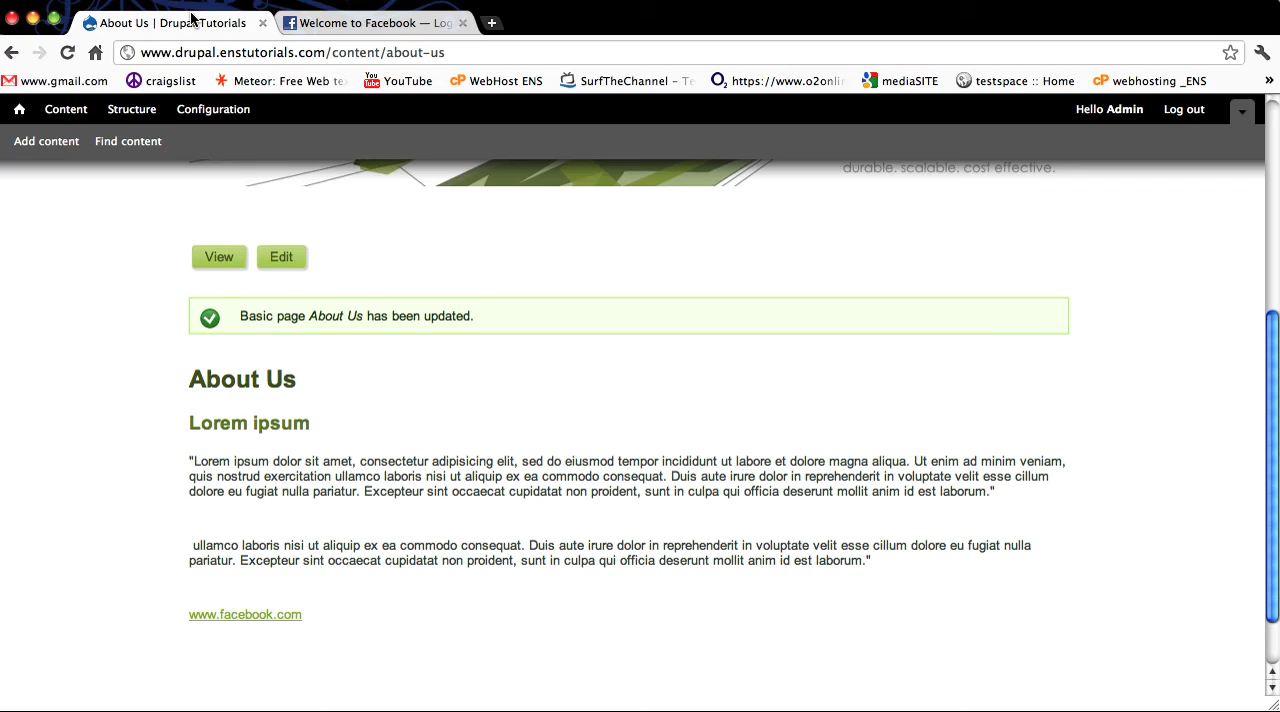 About Us | Drupal Tutorials
Welcome to Facebook — Log
www.drupal.enstutorials.com/content/about-us
www.gmail.com craigslist Meteor: Free Web te YouTube WebHost ENS SurfTheChannel - Te https://www.o2onli mediaSITE testspace :: Home webhosting _ENS »
Content Structure Configuration Hello Admin Log out
Add content Find content
durable. scalable. cost effective.
View Edit
Basic page About Us has been updated.
About Us
Lorem ipsum
"Lorem ipsum dolor sit amet, consectetur adipisicing elit, sed do eiusmod tempor incididunt ut labore et dolore magna aliqua. Ut enim ad minim veniam,
quis nostrud exercitation ullamco laboris nisi ut aliquip ex ea commodo consequat. Duis aute irure dolor in reprehenderit in voluptate velit esse cillum
dolore eu fugiat nulla pariatur. Excepteur sint occaecat cupidatat non proident, sunt in culpa qui officia deserunt mollit anim id est laborum."
ullamco laboris nisi ut aliquip ex ea commodo consequat. Duis aute irure dolor in reprehenderit in voluptate velit esse cillum dolore eu fugiat nulla
pariatur. Excepteur sint occaecat cupidatat non proident, sunt in culpa qui officia deserunt mollit anim id est laborum."
www.facebook.com